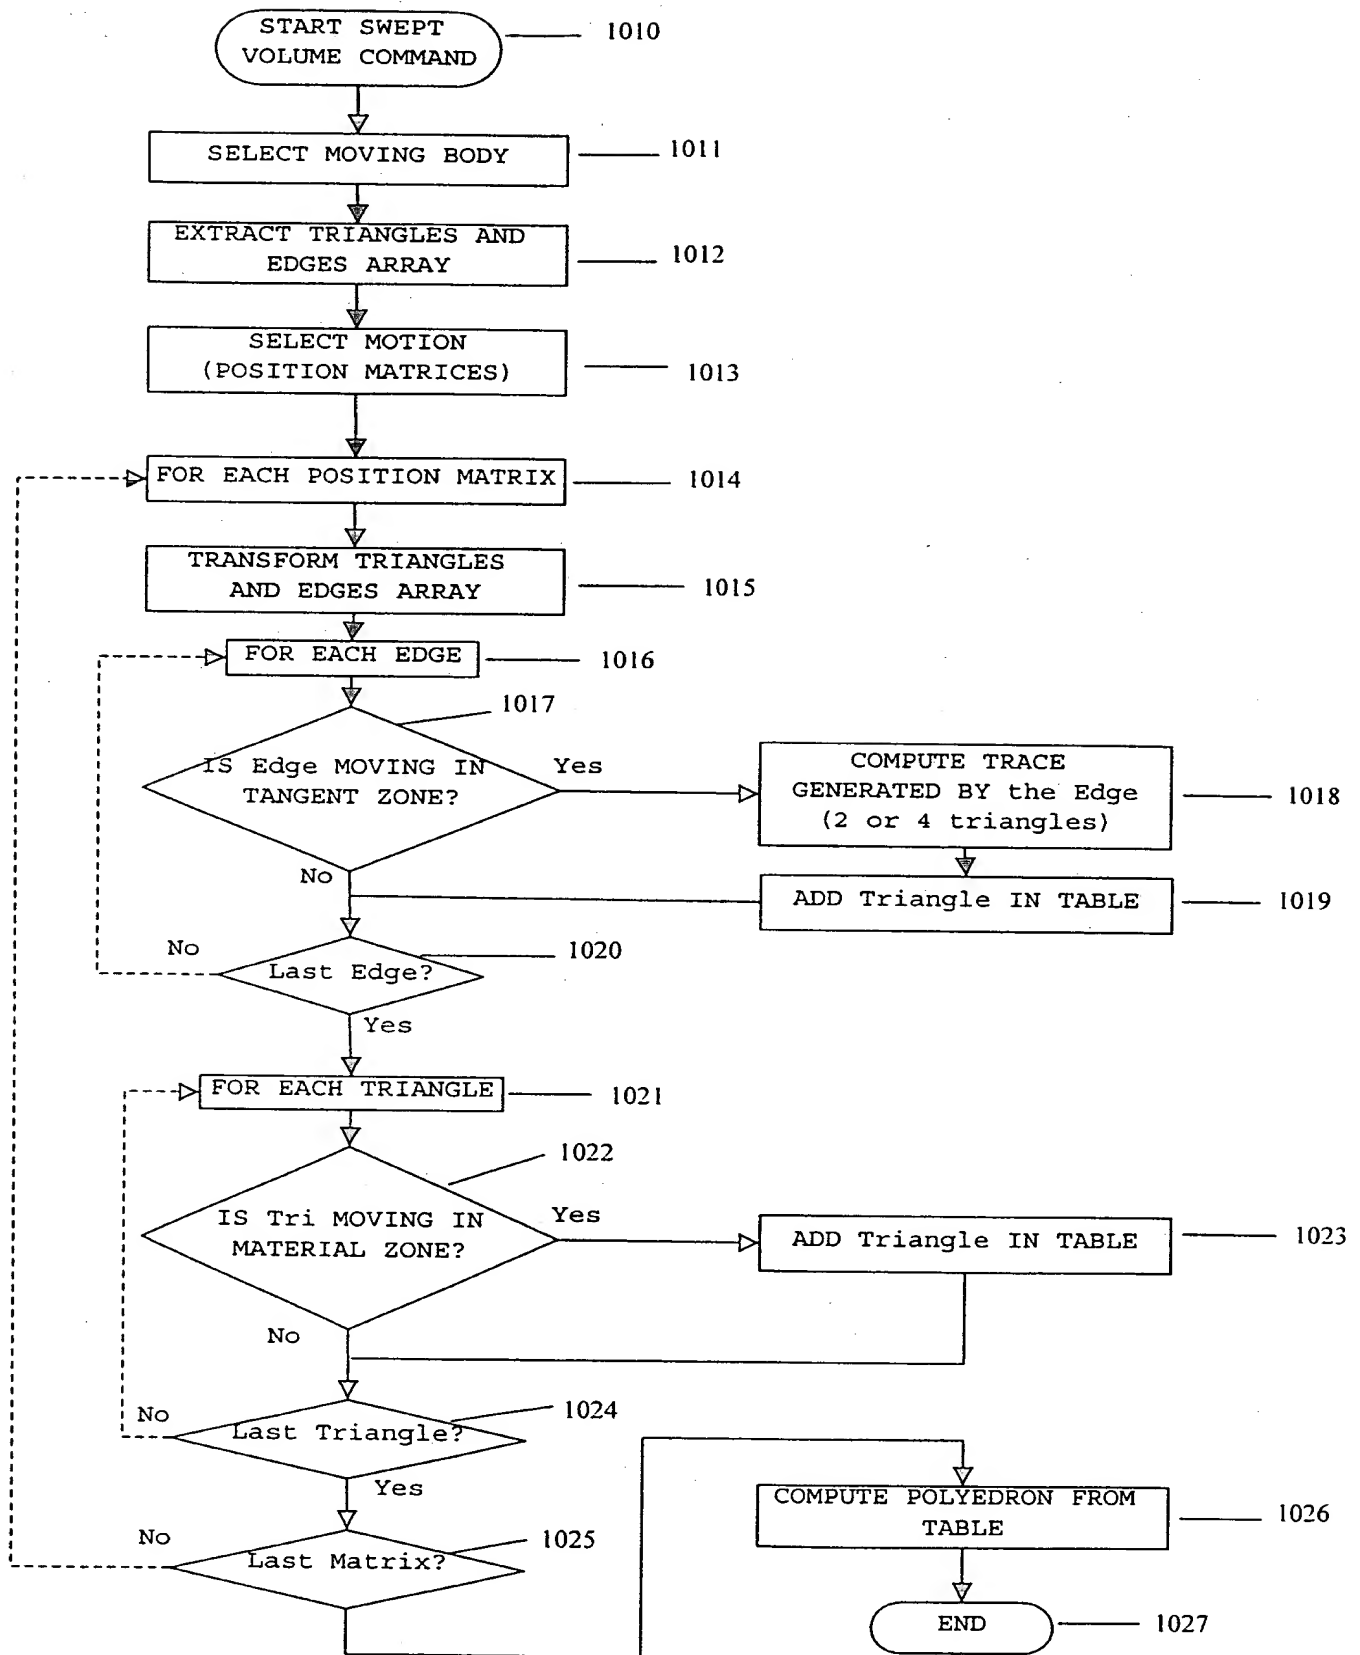 START SWEPT
VOLUME COMMAND
1010
SELECT MOVING BODY
1011
EXTRACT TRIANGLES AND
EDGES ARRAY
1012
SELECT MOTION
(POSITION MATRICES)
1013
FOR EACH POSITION MATRIX
1014
TRANSFORM TRIANGLES
AND EDGES ARRAY
1015
FOR EACH EDGE
1016
1017
IS Edge MOVING IN
TANGENT ZONE?
Yes
COMPUTE TRACE
GENERATED BY the Edge
(2 or 4 triangles)
1018
No
ADD Triangle IN TABLE
1019
No
Last Edge?
1020
Yes
FOR EACH TRIANGLE
1021
1022
IS Tri MOVING IN
MATERIAL ZONE?
Yes
ADD Triangle IN TABLE
1023
No
No
Last Triangle?
1024
Yes
No
Last Matrix?
1025
COMPUTE POLYEDRON FROM
TABLE
1026
END
1027